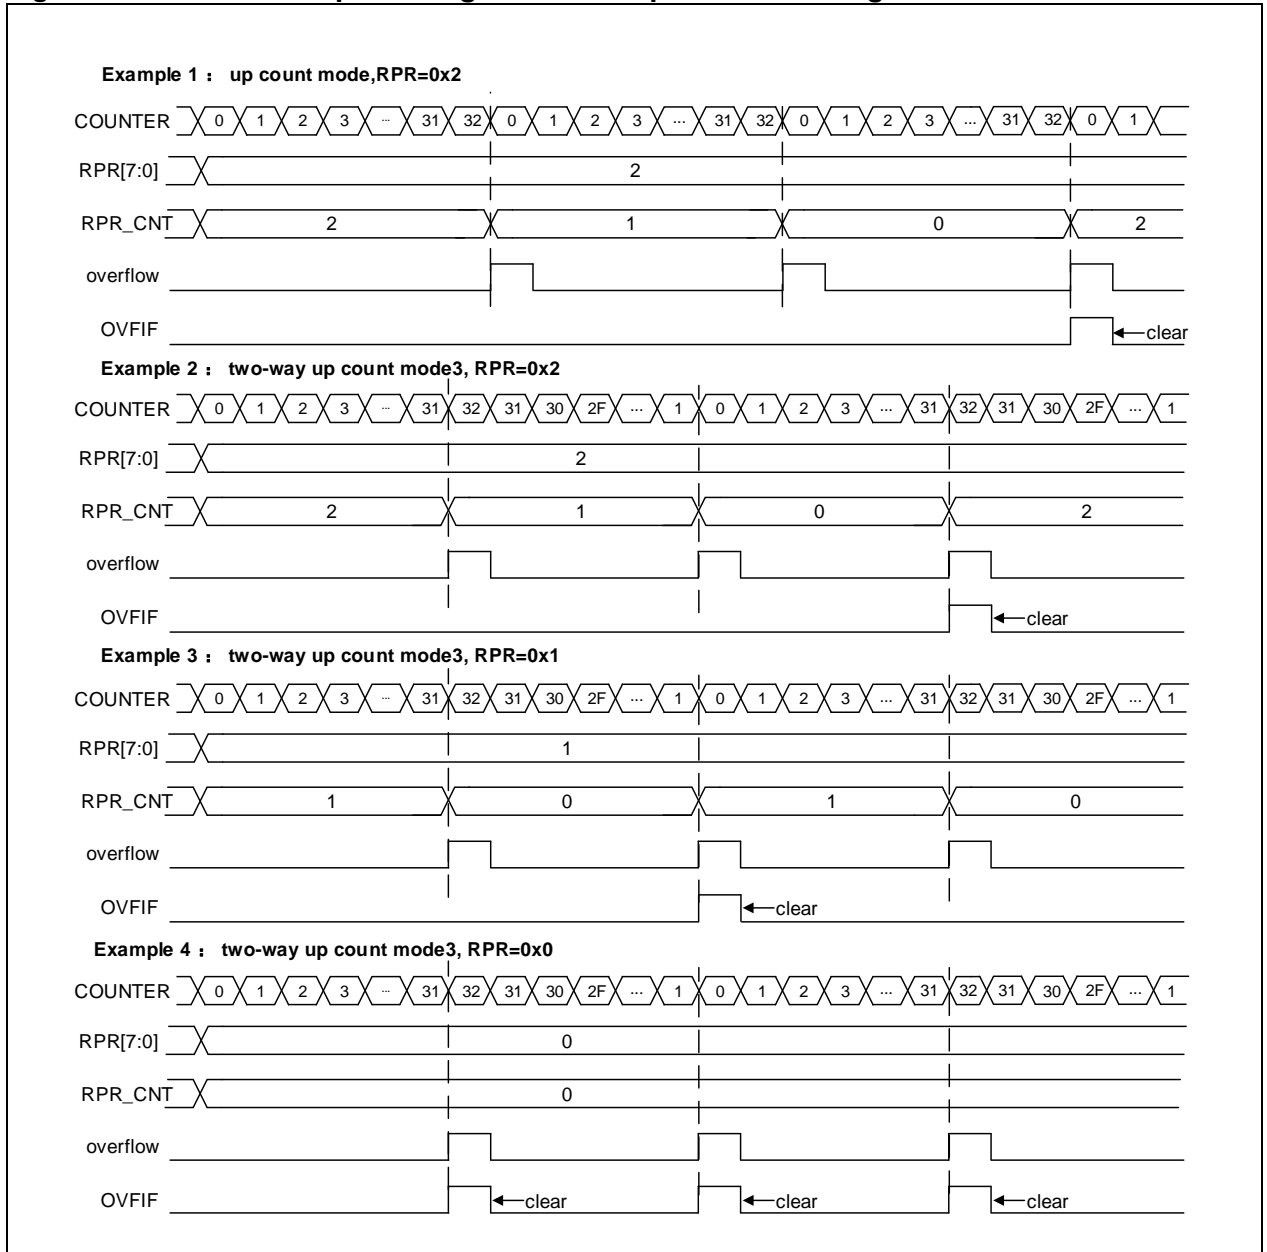 Example 1： up count mode,RPR=0x2
COUNTER 0 1 2 3 ... 31 32 0 1 2 3 ... 31 32 0 1 2 3 ... 31 32 0 1
RPR[7:0] 2
RPR_CNT 2 1 0 2
overflow
OVFIF clear
Example 2： two-way up count mode3, RPR=0x2
COUNTER 0 1 2 3 ... 31 32 31 30 2F ... 1 0 1 2 3 ... 31 32 31 30 2F ... 1
RPR[7:0] 2
RPR_CNT 2 1 0 2
overflow
OVFIF clear
Example 3： two-way up count mode3, RPR=0x1
COUNTER 0 1 2 3 ... 31 32 31 30 2F ... 1 0 1 2 3 ... 31 32 31 30 2F ... 1
RPR[7:0] 1
RPR_CNT 1 0 1 0
overflow
OVFIF clear
Example 4： two-way up count mode3, RPR=0x0
COUNTER 0 1 2 3 ... 31 32 31 30 2F ... 1 0 1 2 3 ... 31 32 31 30 2F ... 1
RPR[7:0] 0
RPR_CNT 0
overflow
OVFIF clear clear clear